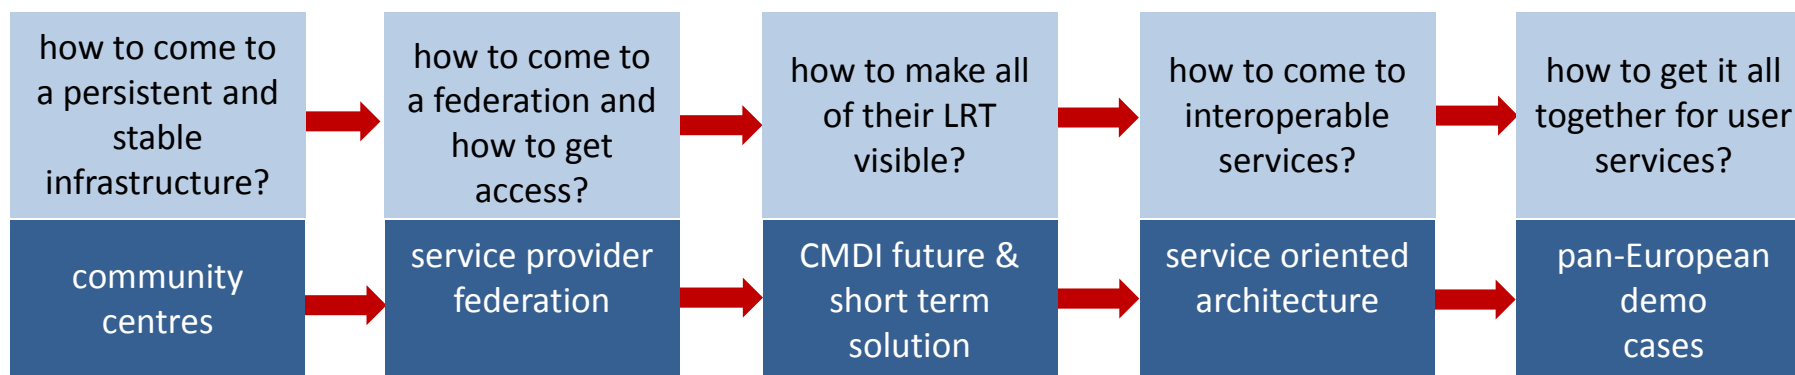 how to come to
a persistent and
stable
infrastructure?
how to come to
a federation and
how to get
access?
how to make all
of their LRT
visible?
how to come to
interoperable
services?
how to get it all
together for user
services?
community
centres
service provider
federation
CMDI future &
short term
solution
service oriented
architecture
pan-European
demo
cases